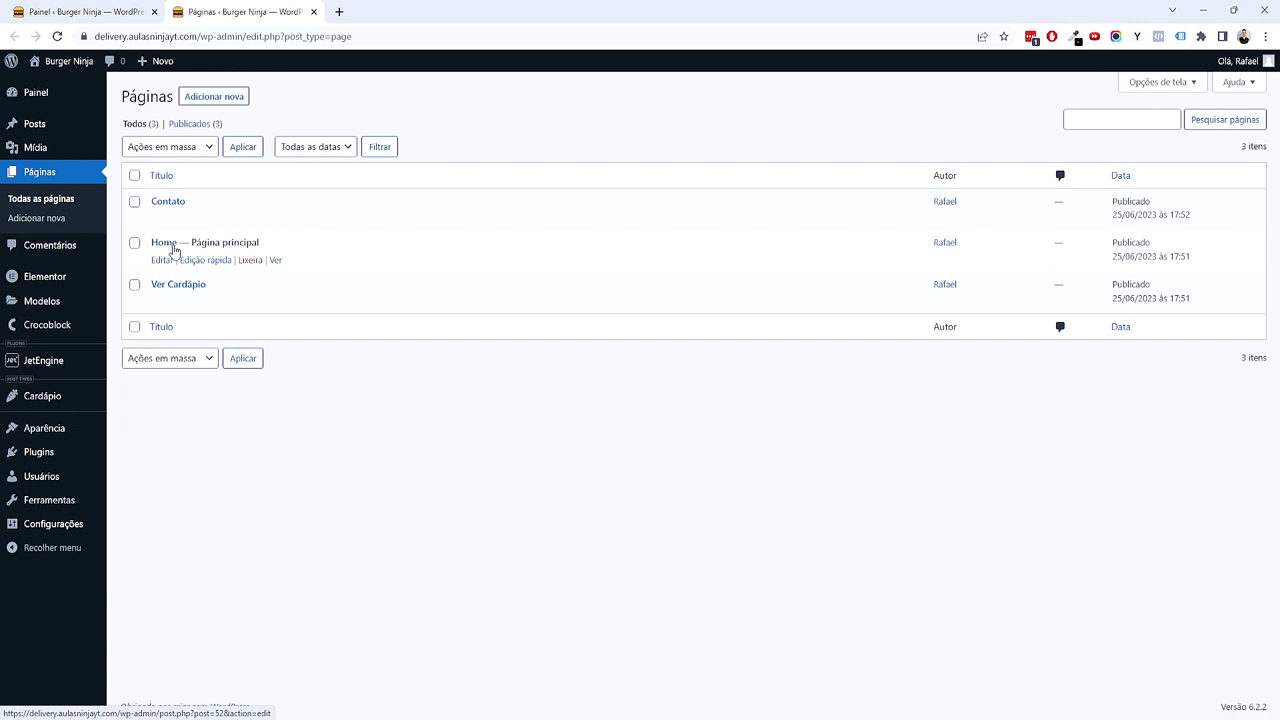 Painel ‹ Burger Ninja — WordPre
Páginas ‹ Burger Ninja — WordP
delivery.aulasninjayt.com/wp-admin/edit.php?post_type=page
Burger Ninja
0
Novo
Olá, Rafael
Painel
Posts
Mídia
Páginas
Todas as páginas
Adicionar nova
Comentários
Elementor
Modelos
Crocoblock
PLUGINS
JetEngine
POST TYPES
Cardápio
Aparência
Plugins
Usuários
Ferramentas
Configurações
Recolher menu
Páginas
Adicionar nova
Opções de tela
Ajuda
Todos (3) | Publicados (3)
Pesquisar páginas
Ações em massa
Aplicar
Todas as datas
Filtrar
3 itens
Título
Autor
Data
Contato
Rafael
—
Publicado
25/06/2023 às 17:52
Home — Página principal
Editar | Edição rápida | Lixeira | Ver
Rafael
—
Publicado
25/06/2023 às 17:51
Ver Cardápio
Rafael
—
Publicado
25/06/2023 às 17:51
Título
Autor
Data
Ações em massa
Aplicar
3 itens
https://delivery.aulasninjayt.com/wp-admin/post.php?post=52&action=edit
Versão 6.2.2